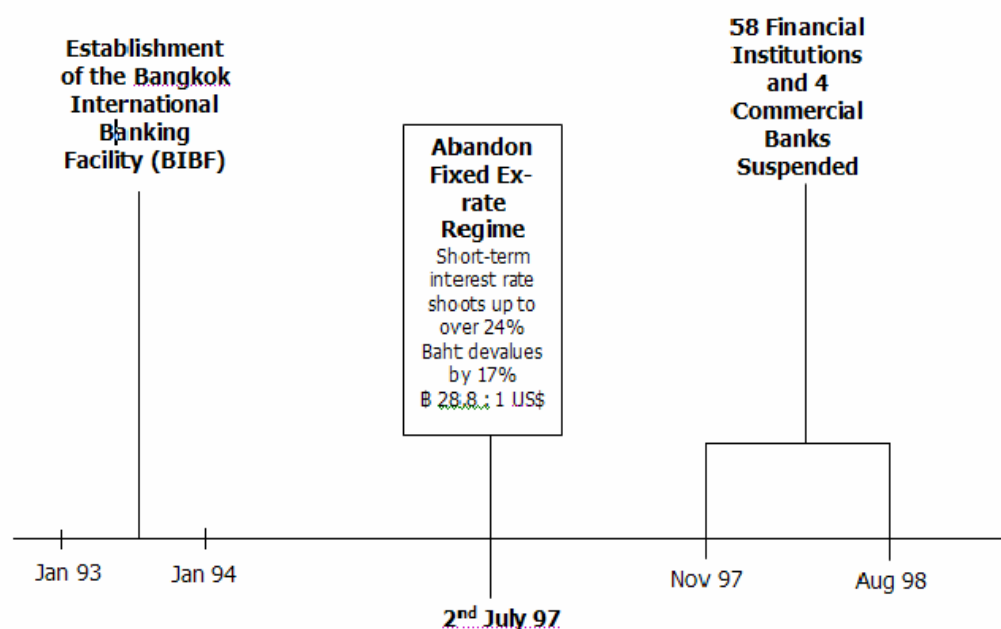 Establishment
of the Bangkok
International
Banking
Facility (BIBF)
Abandon
Fixed Ex-
rate
Regime
Short-term
interest rate
shoots up to
over 24%
Baht devalues
by 17%
฿ 28.8 : 1 US$
58 Financial
Institutions
and 4
Commercial
Banks
Suspended
Jan 93
Jan 94
2nd July 97
Nov 97
Aug 98